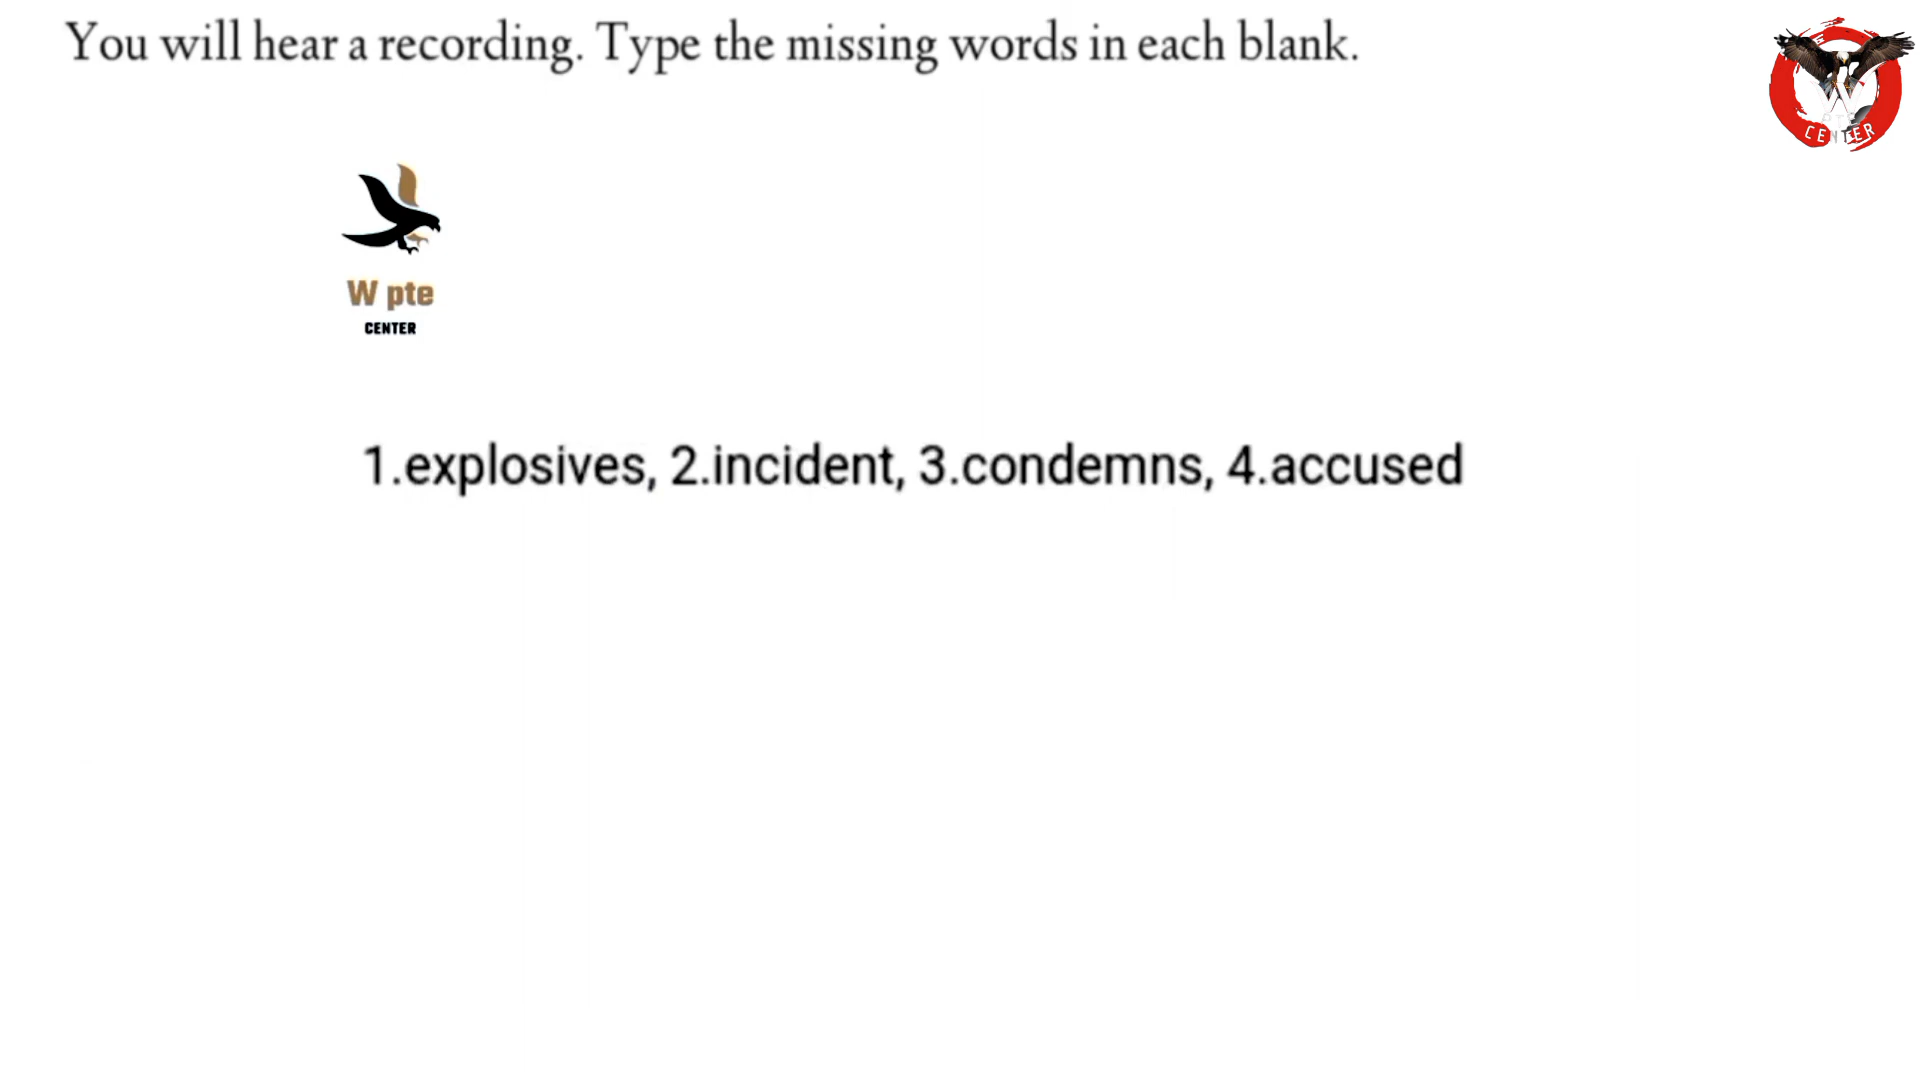 You will hear a recording. Type the missing words in each blank.
W pte
CENTER
1.explosives, 2.incident, 3.condemns, 4.accused
CENTER